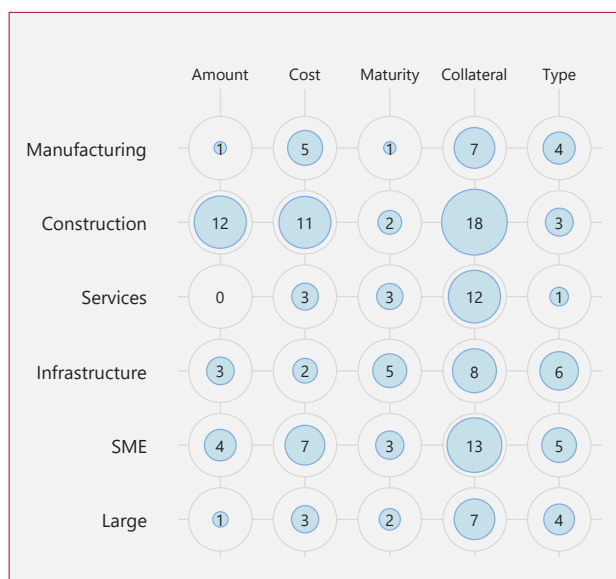 Amount Cost Maturity Collateral Type
Manufacturing 1 5 1 7 4
Construction 12 11 2 18 3
Services 0 3 3 12 1
Infrastructure 3 2 5 8 6
SME 4 7 3 13 5
Large 1 3 2 7 4